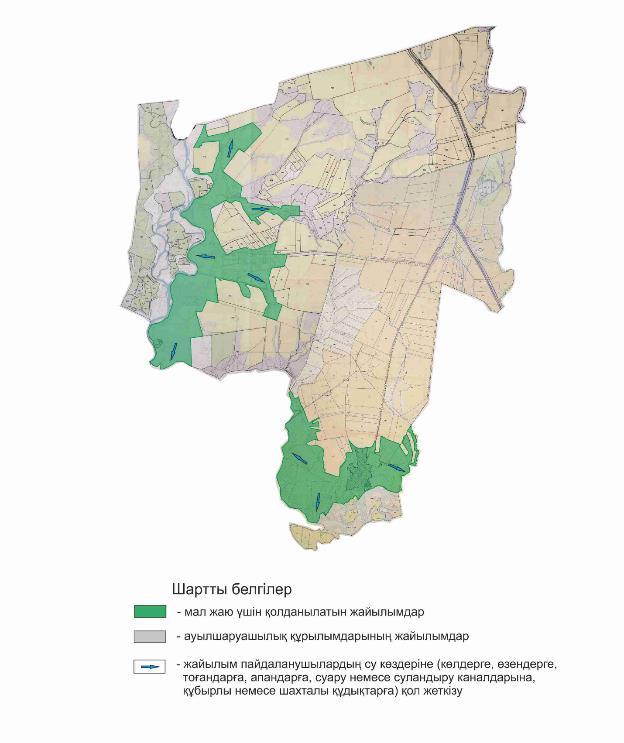 Шартты белгілер
- мал жаю үшін қолданылатын жайылымдар
- ауылшаруашылық құрылымдарының жайылымдар
- жайылым пайдаланушылардың су көздеріне (көлдерге, өзендерге,
тоғандарға, апандарға, суару немесе суландыру каналдарына,
құбырлы немесе шахталы құдықтарға) қол жеткізу